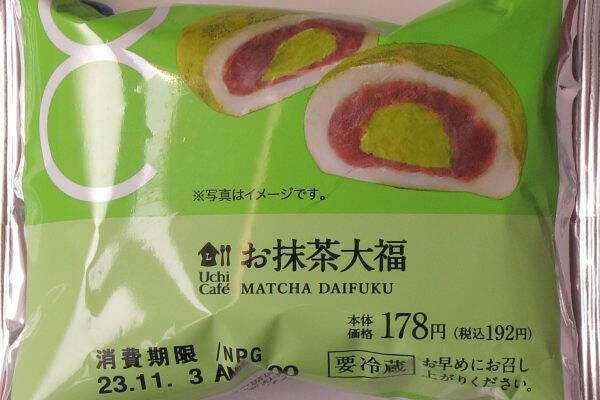 ※写真はイメージです。
お抹茶大福
Uchi
Café
MATCHA DAIFUKU
本体
価格 178円 (税込192円)
消費期限 /NPG
23.11. 3
要冷蔵 お早めにお召し
上がりください。